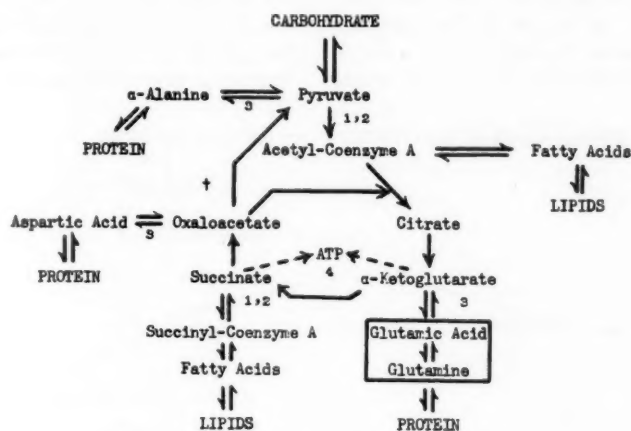 CARBOHYDRATE
α-Alanine 3 Pyruvate
PROTEIN 1,2
Acetyl-Coenzyme A Fatty Acids
†
LIPIDS
Aspartic Acid 3 Oxaloacetate Citrate
PROTEIN ATP
4
Succinate α-Ketoglutarate
1,2 3
Succinyl-Coenzyme A Glutamic Acid
Fatty Acids Glutamine
LIPIDS PROTEIN